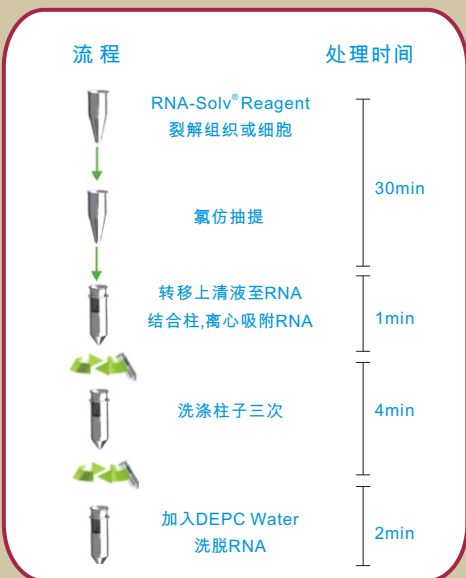 流程 处理时间
RNA-Solv®Reagent
裂解组织或细胞
30min
氯仿抽提
转移上清液至RNA
结合柱,离心吸附RNA
1min
洗涤柱子三次
4min
加入DEPC Water
洗脱RNA
2min